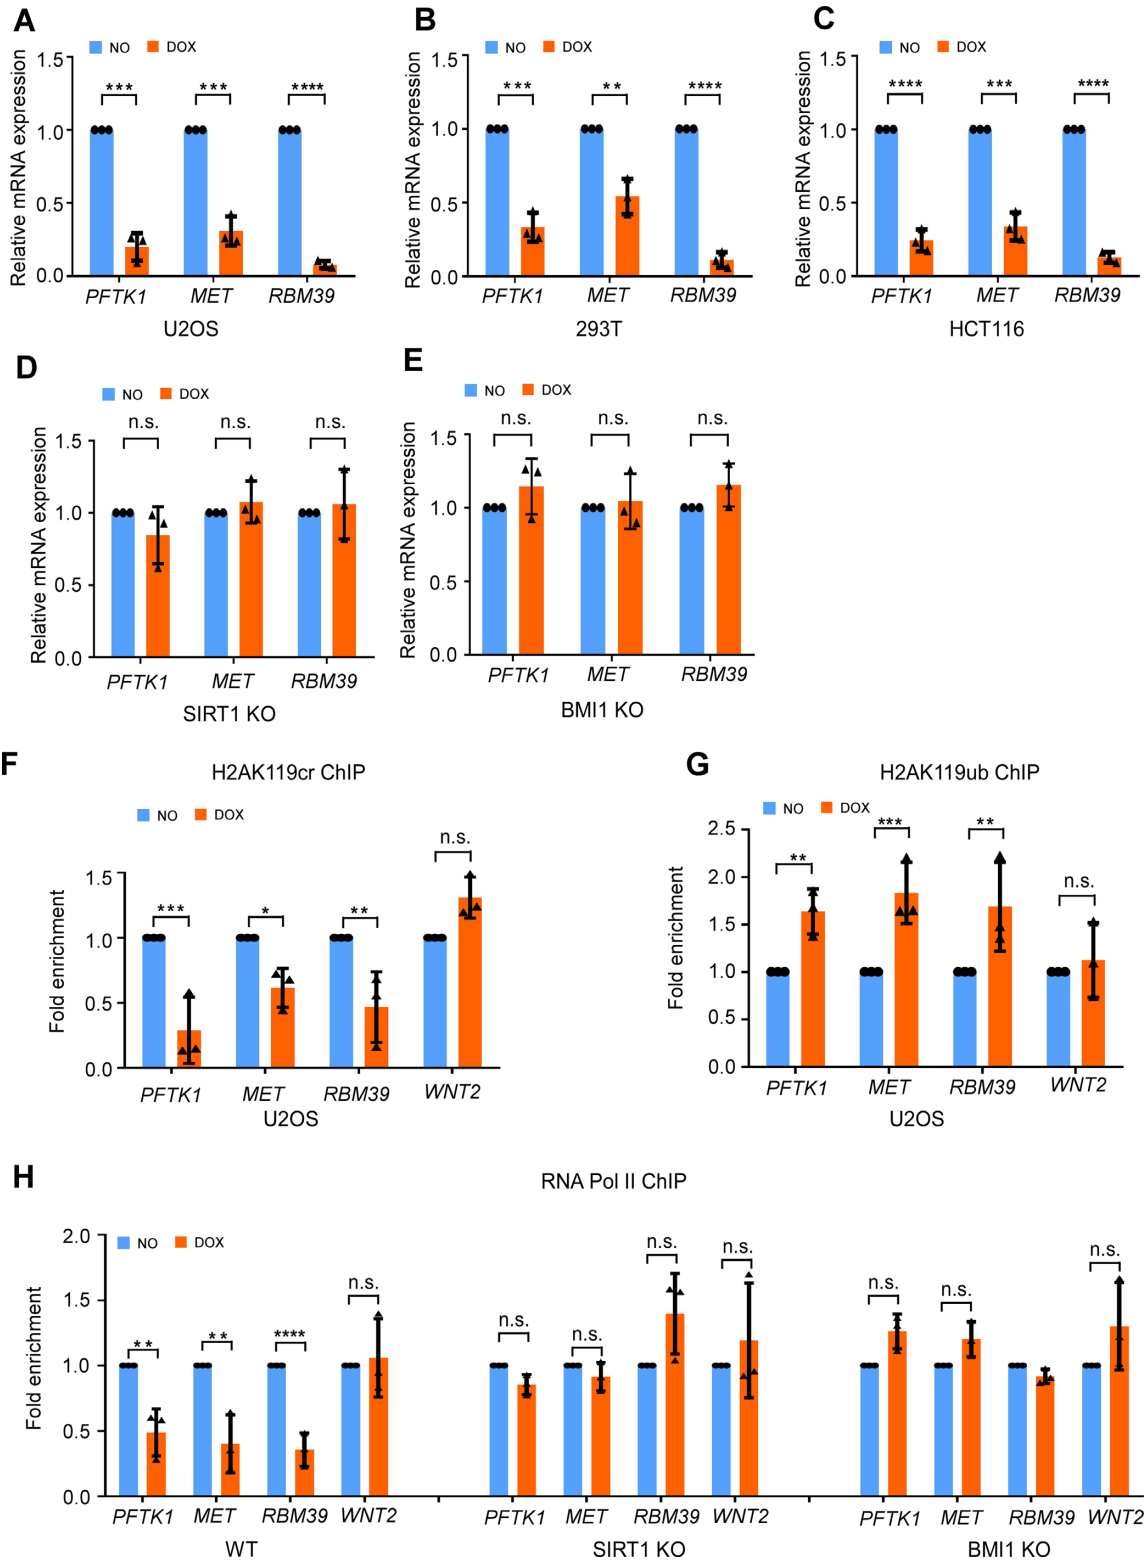 A
NO DOX
Relative mRNA expression
1.5
1.0
0.5
0.0
*** *** ****
PFTK1 MET RBM39
U2OS
B
NO DOX
Relative mRNA expression
1.5
1.0
0.5
0.0
*** ** ****
PFTK1 MET RBM39
293T
C
NO DOX
Relative mRNA expression
1.5
1.0
0.5
0.0
**** *** ****
PFTK1 MET RBM39
HCT116
D
NO DOX
Relative mRNA expression
1.5
1.0
0.5
0.0
n.s. n.s. n.s.
PFTK1 MET RBM39
SIRT1 KO
E
NO DOX
Relative mRNA expression
1.5
1.0
0.5
0.0
n.s. n.s. n.s.
PFTK1 MET RBM39
BMI1 KO
F
H2AK119cr ChIP
NO DOX
Fold enrichment
1.5
1.0
0.5
0.0
*** * ** n.s.
PFTK1 MET RBM39 WNT2
U2OS
G
H2AK119ub ChIP
NO DOX
Fold enrichment
2.5
2.0
1.5
1.0
0.5
0.0
** *** ** n.s.
PFTK1 MET RBM39 WNT2
U2OS
H
RNA Pol II ChIP
NO DOX
Fold enrichment
2.0
1.5
1.0
0.5
0.0
** ** **** n.s. n.s. n.s. n.s. n.s. n.s. n.s. n.s.
PFTK1 MET RBM39 WNT2 PFTK1 MET RBM39 WNT2 PFTK1 MET RBM39 WNT2
WT SIRT1 KO BMI1 KO